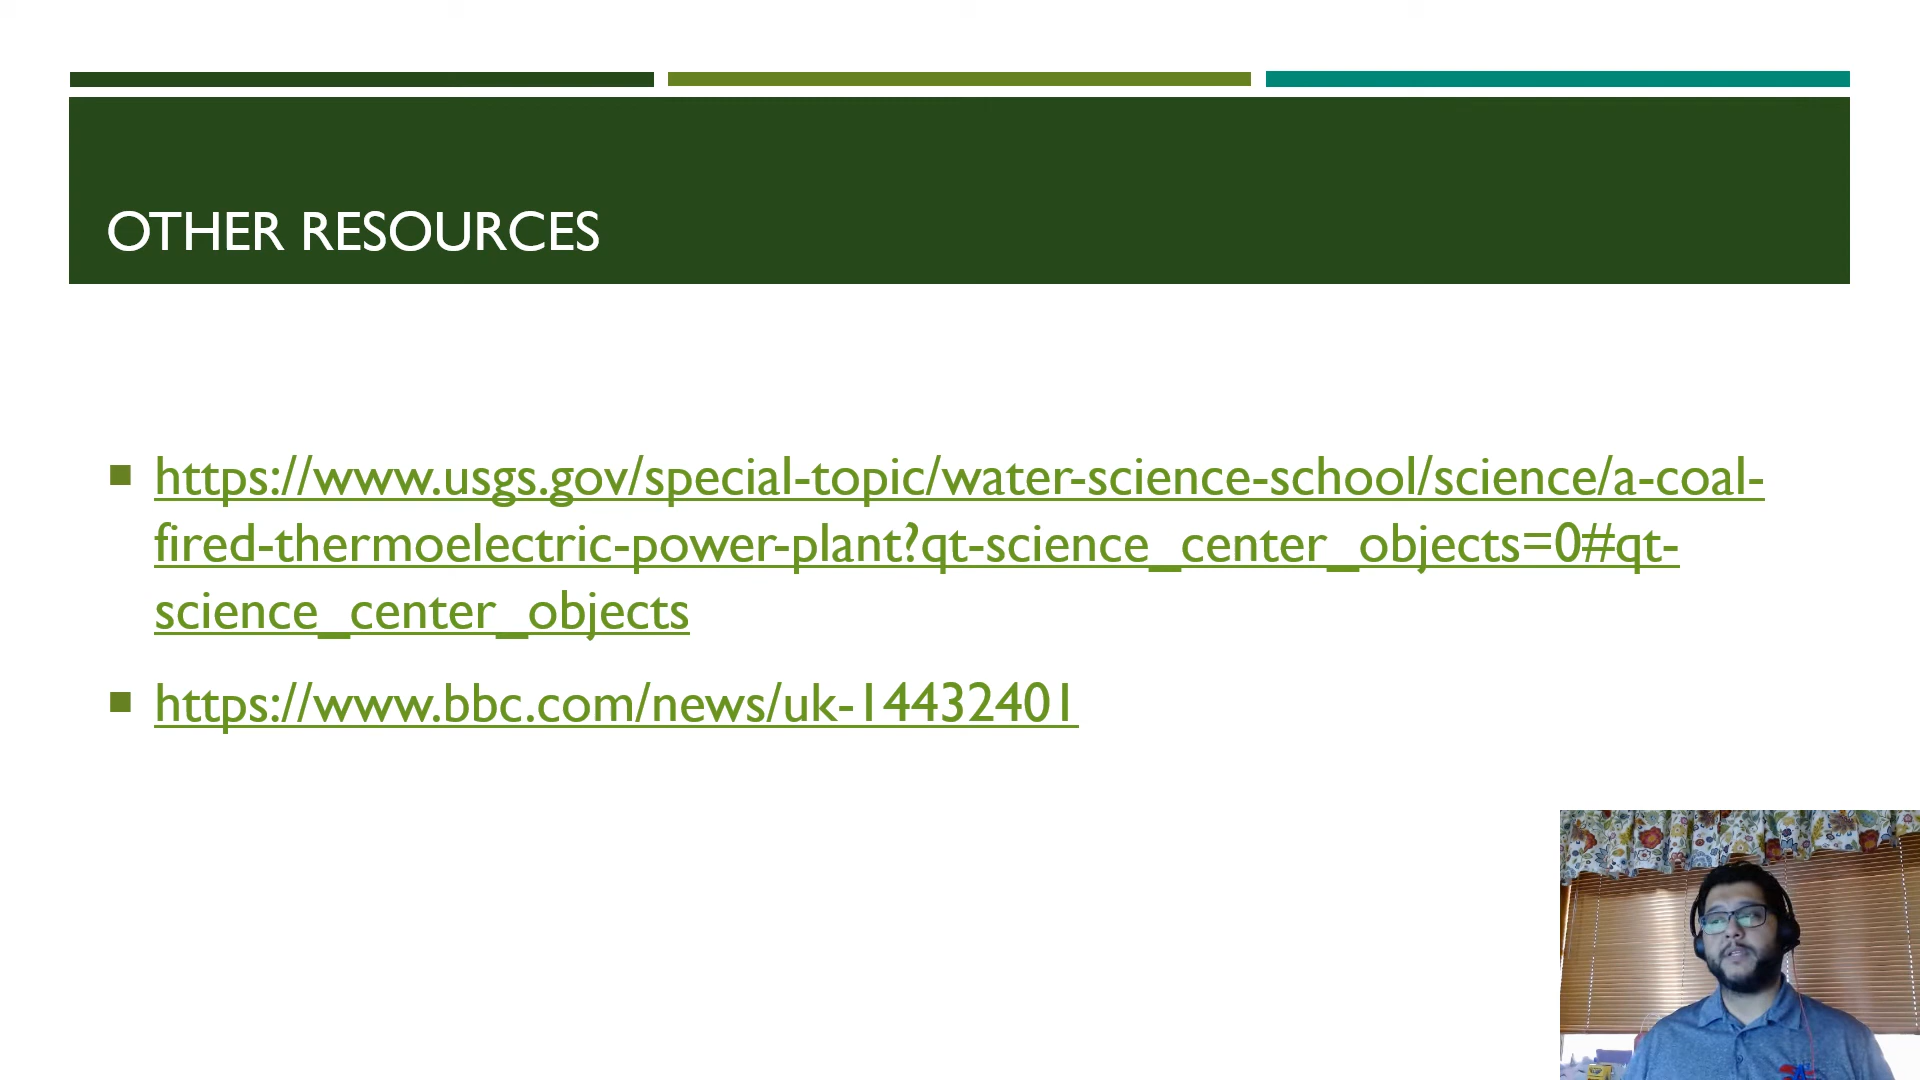 OTHER RESOURCES
https://www.usgs.gov/special-topic/water-science-school/science/a-coal-
fired-thermoelectric-power-plant?qt-science_center_objects=0#qt-
science_center_objects
https://www.bbc.com/news/uk-14432401